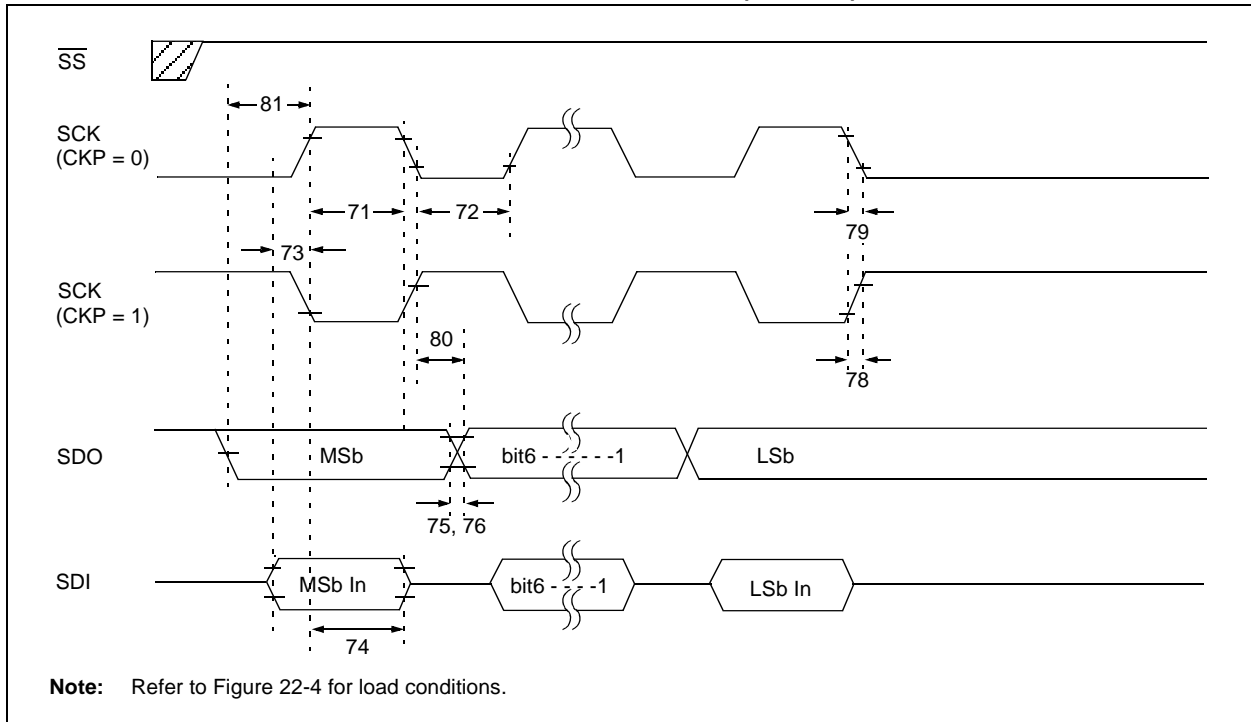 SS
81
SCK
(CKP = 0)
71
72
79
73
SCK
(CKP = 1)
80
78
SDO
MSb
bit6 - - - - - - -1
LSb
75, 76
SDI
MSb In
bit6 - - - - -1
LSb In
74
Note: Refer to Figure 22-4 for load conditions.